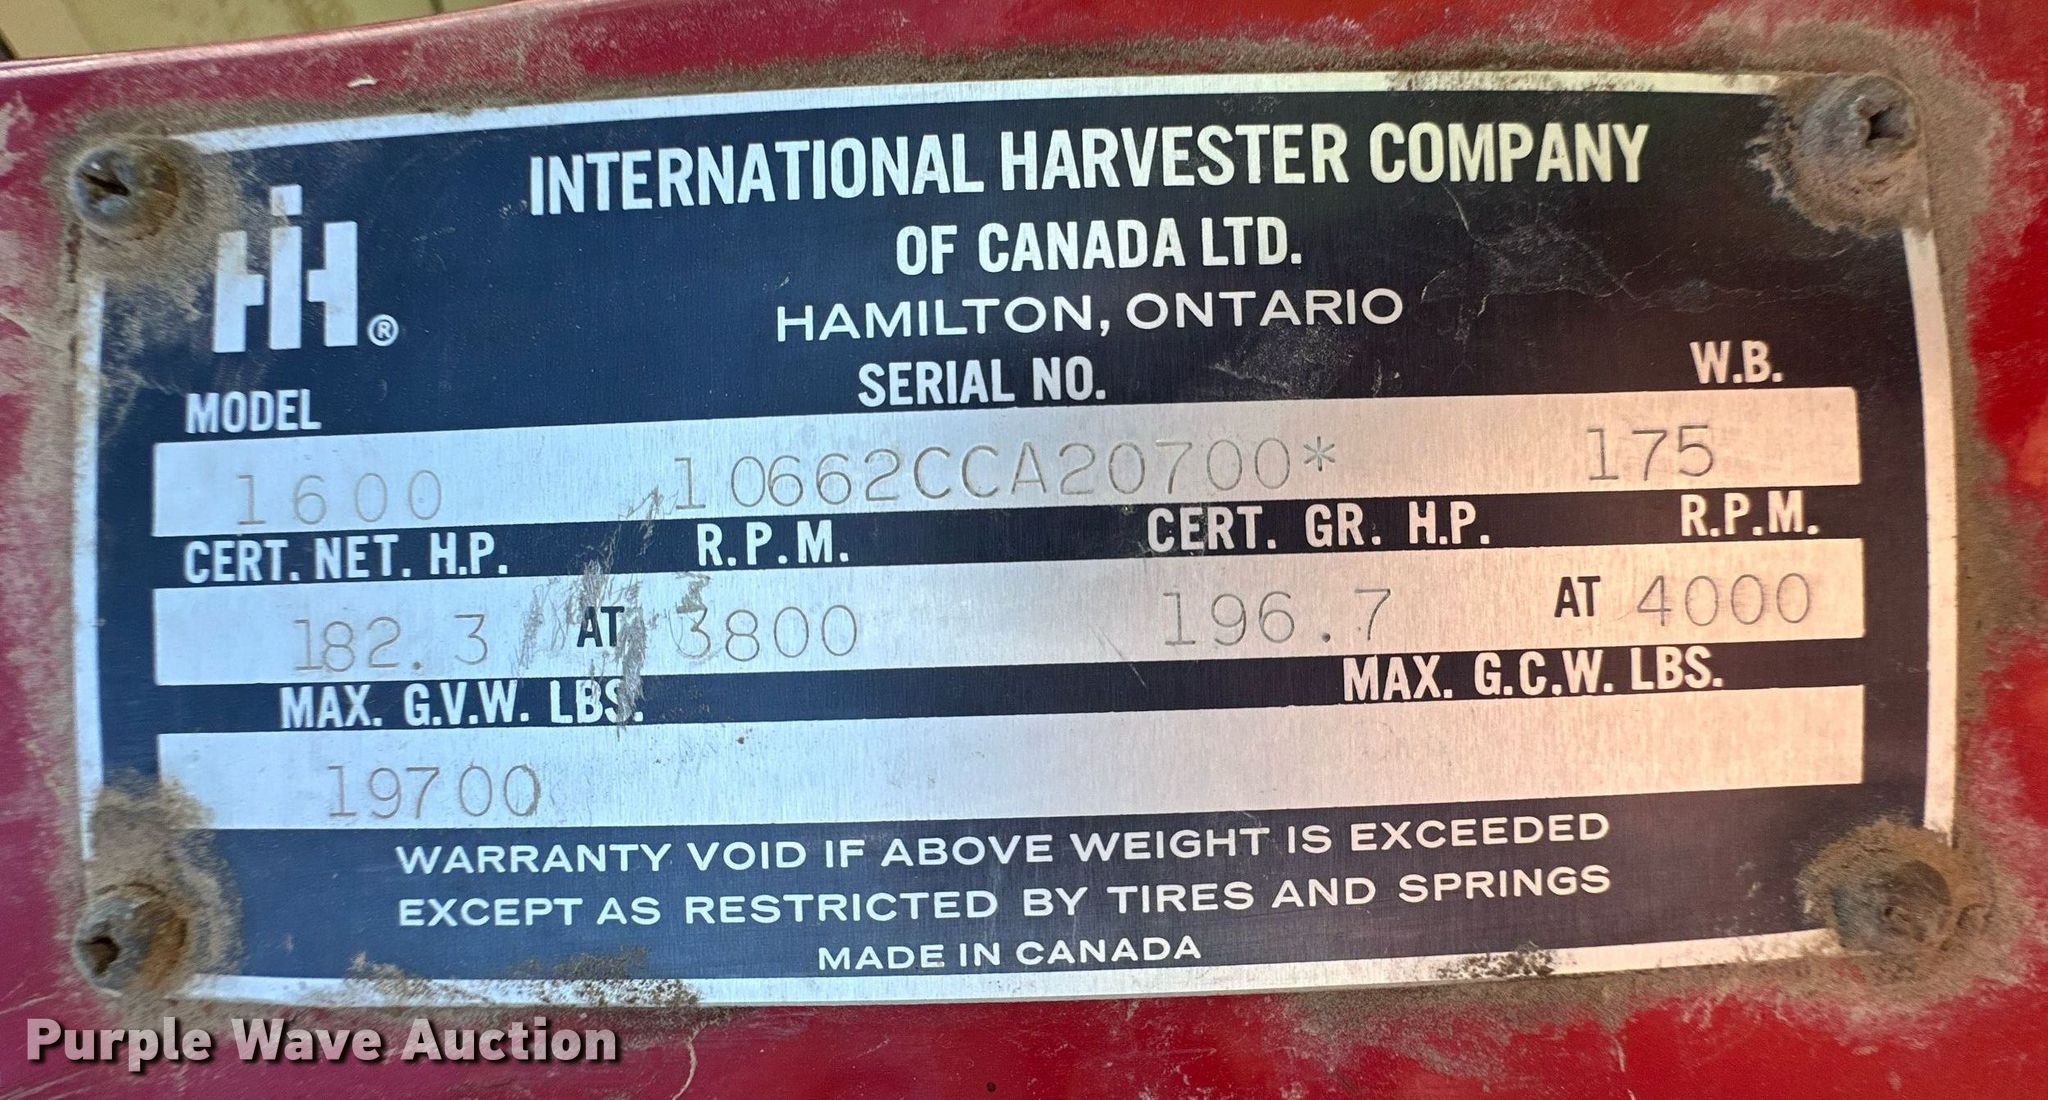 INTERNATIONAL HARVESTER COMPANY
OF CANADA LTD.
HAMILTON, ONTARIO
IH®
MODEL SERIAL NO. W.B.
1600 10662CCA20700* 175
CERT. NET. H.P. R.P.M. CERT. GR. H.P. R.P.M.
182.3 AT 3800 196.7 AT 4000
MAX. G.V.W. LBS. MAX. G.C.W. LBS.
19700
WARRANTY VOID IF ABOVE WEIGHT IS EXCEEDED
EXCEPT AS RESTRICTED BY TIRES AND SPRINGS
MADE IN CANADA
Purple Wave Auction